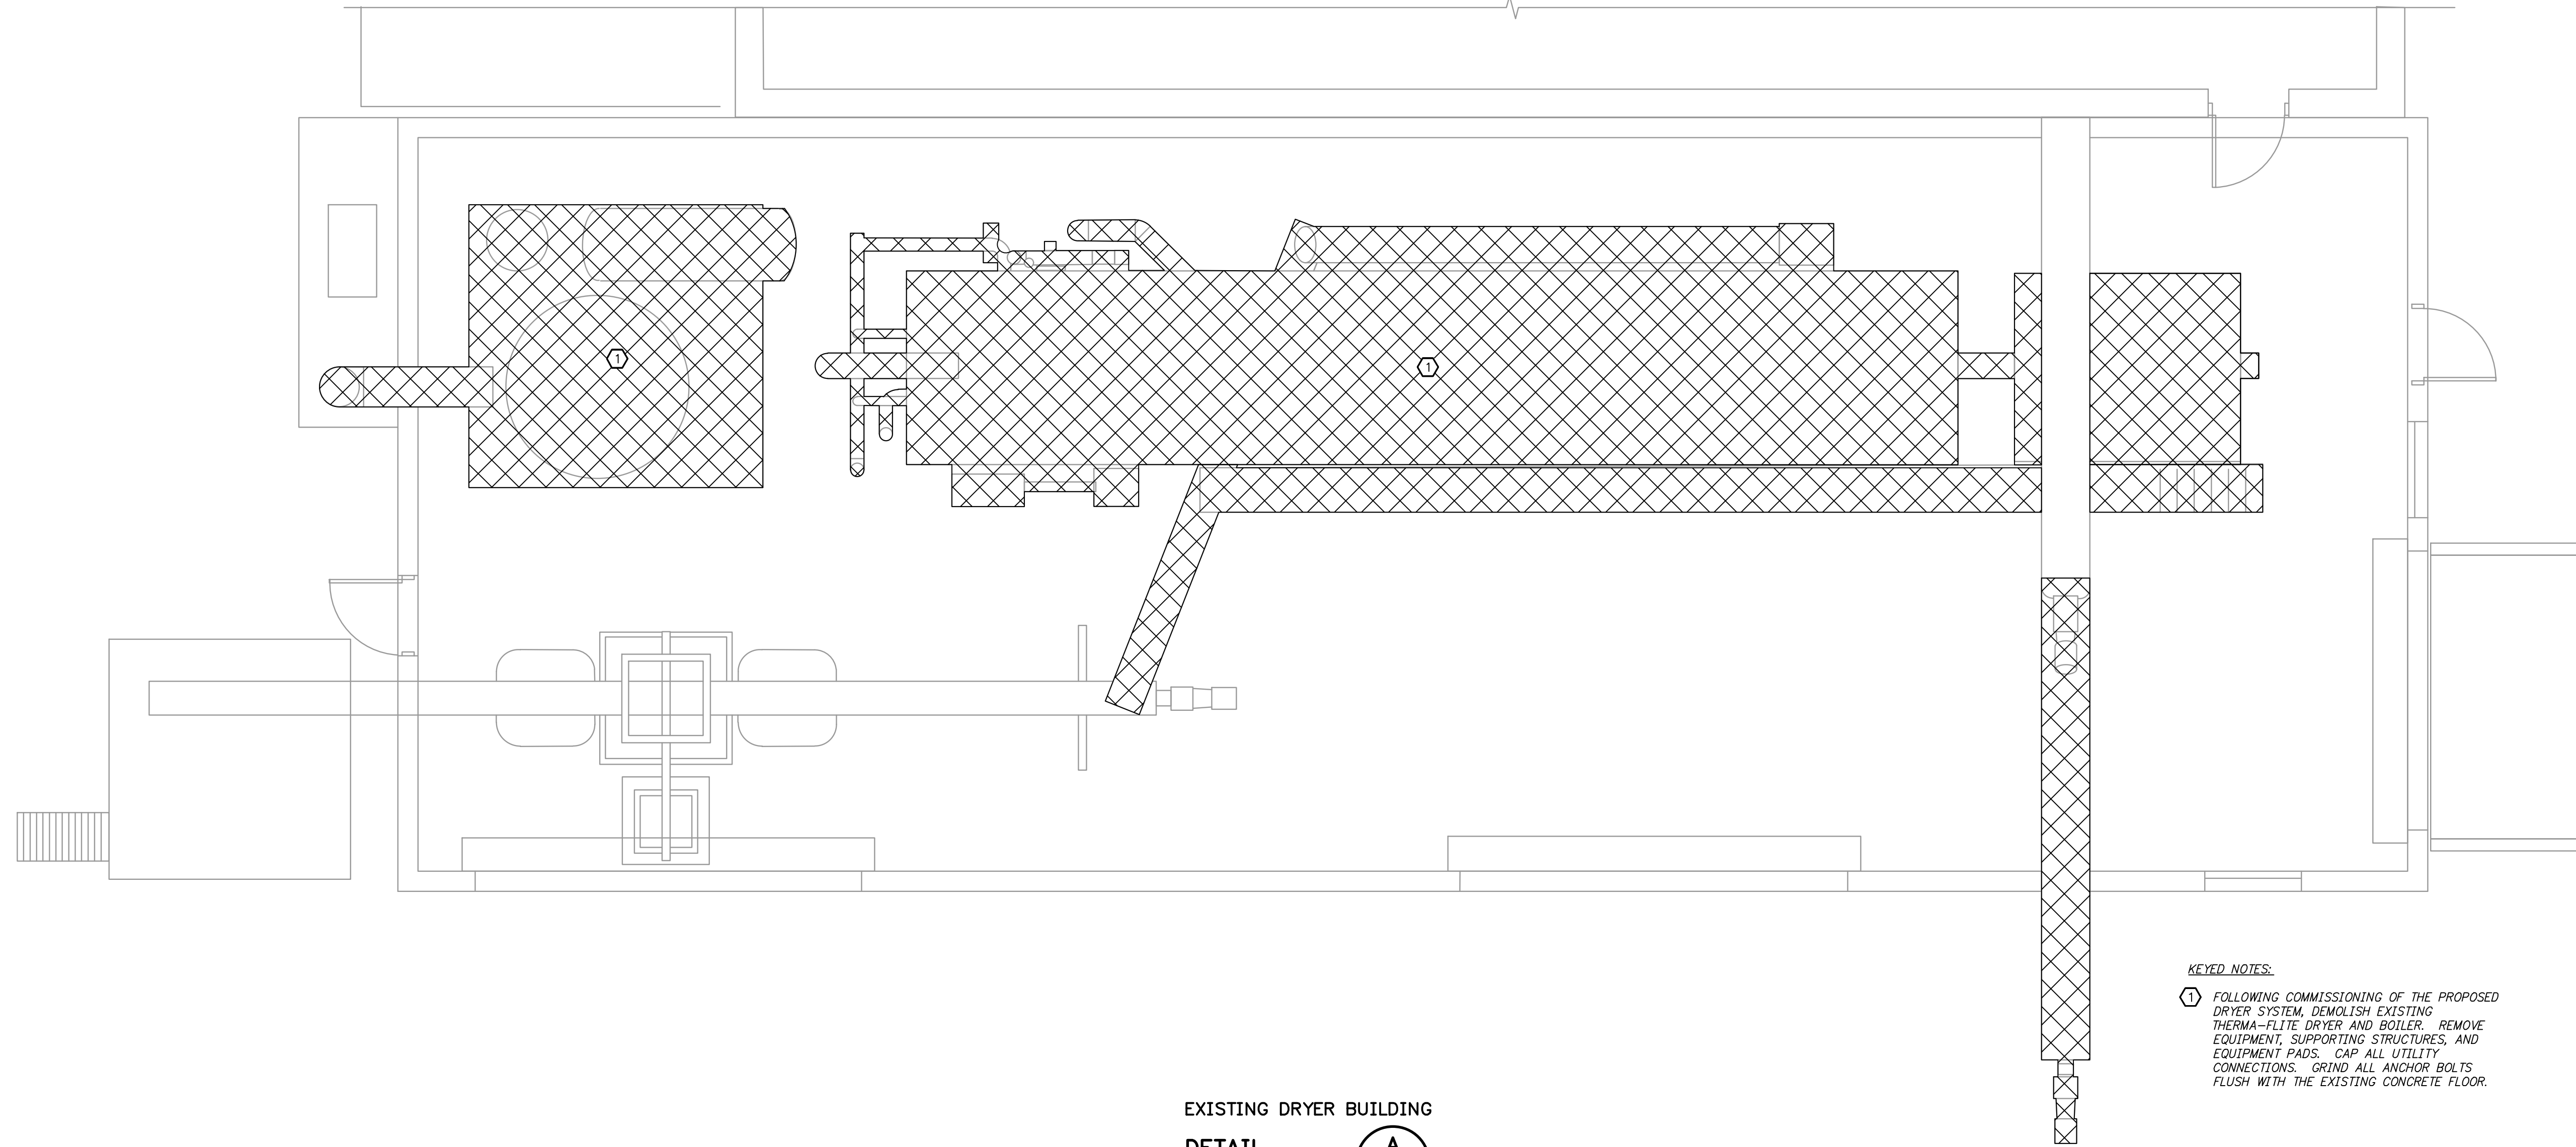 1
1
KEYED NOTES:
1 FOLLOWING COMMISSIONING OF THE PROPOSED
DRYER SYSTEM, DEMOLISH EXISTING
THERMA-FLITE DRYER AND BOILER. REMOVE
EQUIPMENT, SUPPORTING STRUCTURES, AND
EQUIPMENT PADS. CAP ALL UTILITY
CONNECTIONS. GRIND ALL ANCHOR BOLTS
FLUSH WITH THE EXISTING CONCRETE FLOOR.
EXISTING DRYER BUILDING
DETAIL A